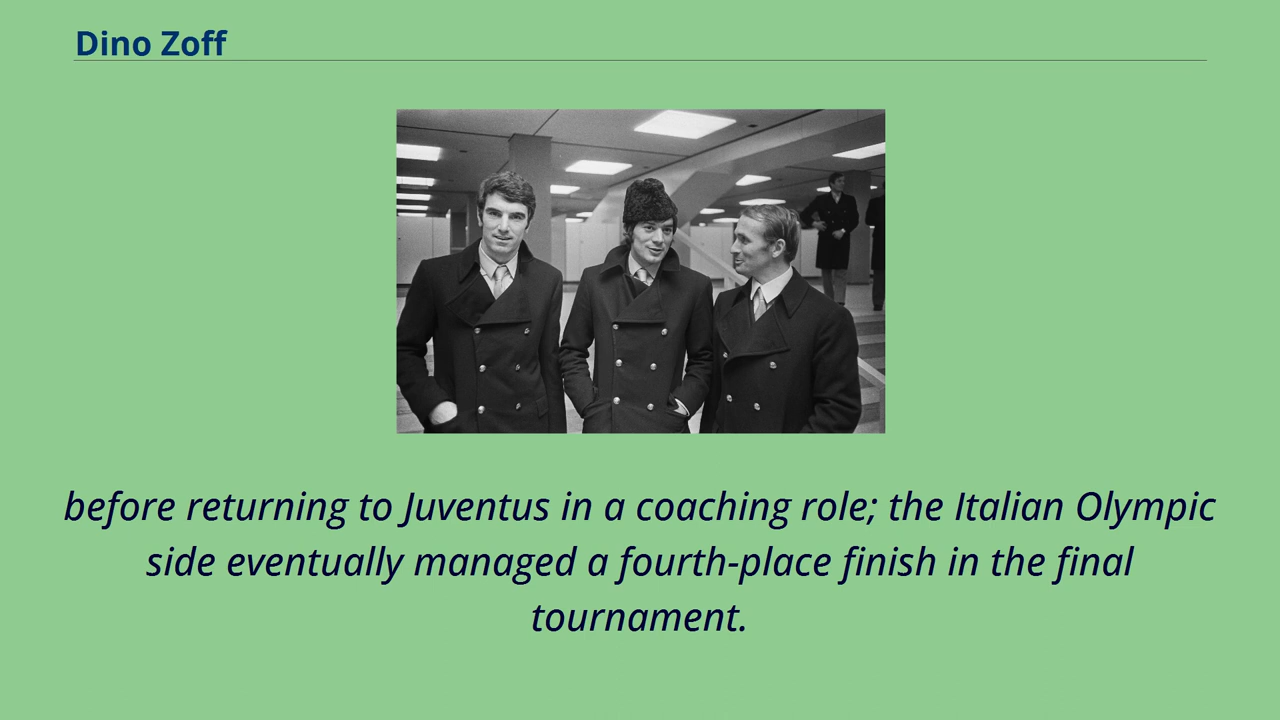 Dino Zoff
before returning to Juventus in a coaching role; the Italian Olympic
side eventually managed a fourth-place finish in the final
tournament.